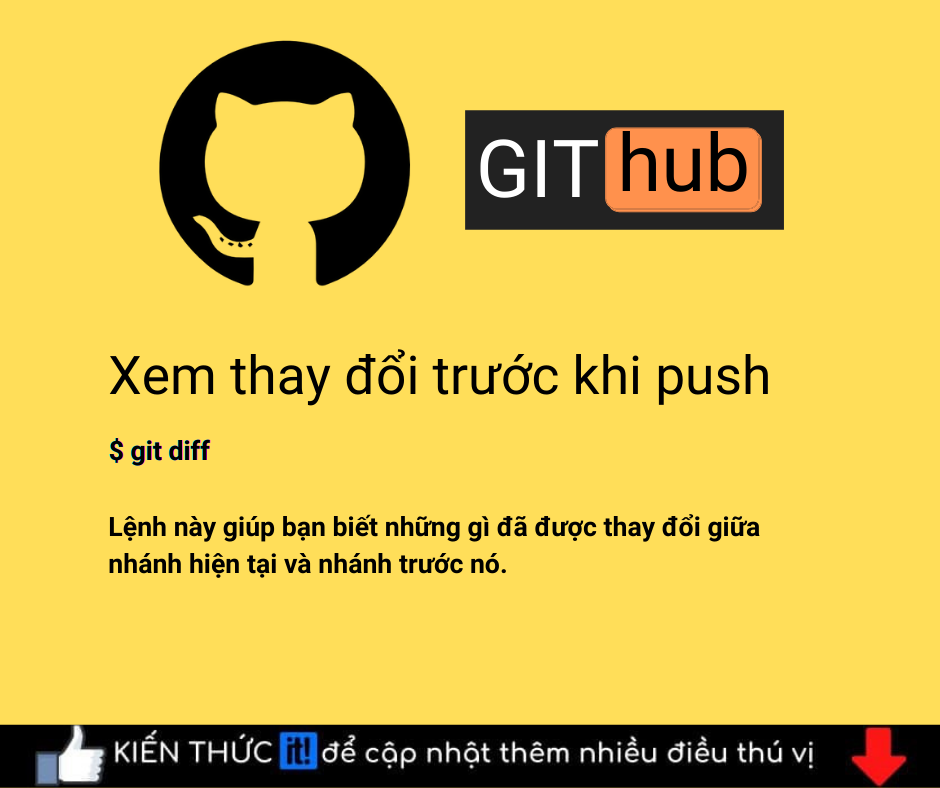 GIT hub
Xem thay đổi trước khi push
$ git diff
Lệnh này giúp bạn biết những gì đã được thay đổi giữa
nhánh hiện tại và nhánh trước nó.
KIẾN THỨC it! để cập nhật thêm nhiều điều thú vị